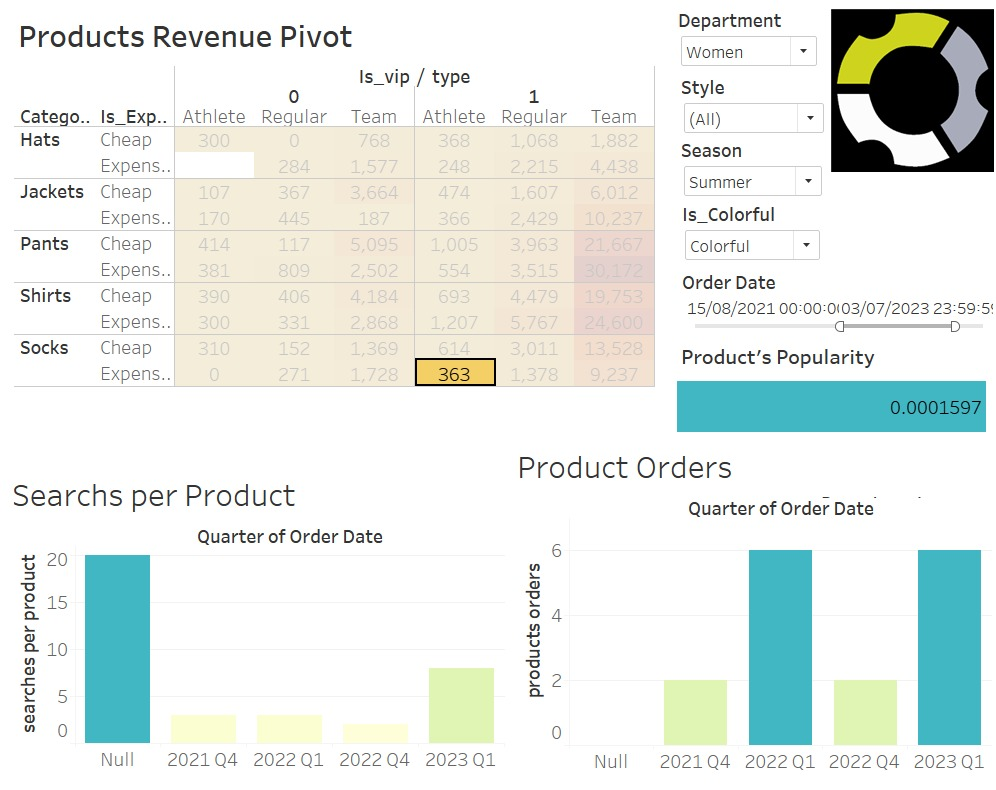 Products Revenue Pivot
Is_vip / type
0 1
Catego.. Is_Exp.. Athlete Regular Team Athlete Regular Team
Hats Cheap 300 0 768 368 1,068 1,882
Expens.. 284 1,577 248 2,215 4,438
Jackets Cheap 107 367 3,664 474 1,607 6,012
Expens.. 170 445 187 366 2,429 10,237
Pants Cheap 414 117 5,095 1,005 3,963 21,667
Expens.. 381 809 2,502 554 3,515 30,172
Shirts Cheap 390 406 4,184 693 4,479 19,753
Expens.. 300 331 2,868 1,207 5,767 24,600
Socks Cheap 310 152 1,369 614 3,011 13,528
Expens.. 0 271 1,728 363 1,378 9,237
Department
Women
Style
(All)
Season
Summer
Is_Colorful
Colorful
Order Date
15/08/2021 00:00:00 03/07/2023 23:59:59
Product's Popularity
0.0001597
Searchs per Product
Quarter of Order Date
searches per product
20
15
10
5
0
Null 2021 Q4 2022 Q1 2022 Q4 2023 Q1
Product Orders
Quarter of Order Date
products orders
6
4
2
0
Null 2021 Q4 2022 Q1 2022 Q4 2023 Q1